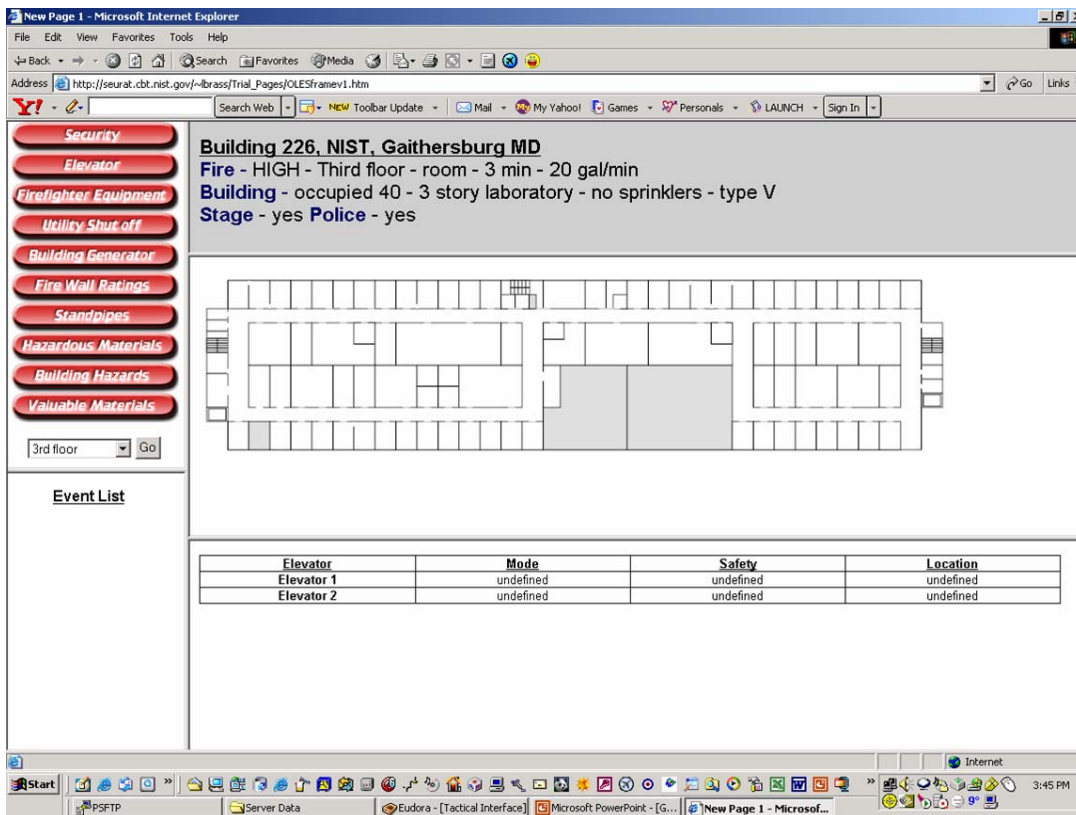 New Page 1 - Microsoft Internet Explorer
File Edit View Favorites Tools Help
Back Search Favorites Media
Address http://seurat.cbt.nist.gov/~lbrass/Trial_Pages/OLESframev1.htm Go Links
Y! Search Web NEW Toolbar Update Mail My Yahoo! Games Personals LAUNCH Sign In
Security
Elevator
Firefighter Equipment
Utility Shut off
Building Generator
Fire Wall Ratings
Standpipes
Hazardous Materials
Building Hazards
Valuable Materials
3rd floor Go
Event List
Building 226, NIST, Gaithersburg MD
Fire - HIGH - Third floor - room - 3 min - 20 gal/min
Building - occupied 40 - 3 story laboratory - no sprinklers - type V
Stage - yes Police - yes
Elevator Mode Safety Location
Elevator 1 undefined undefined undefined
Elevator 2 undefined undefined undefined
Internet
Start 3:45 PM
PSFTP Server Data Eudora - [Tactical Interface] Microsoft PowerPoint - [G... New Page 1 - Microsof... 9°